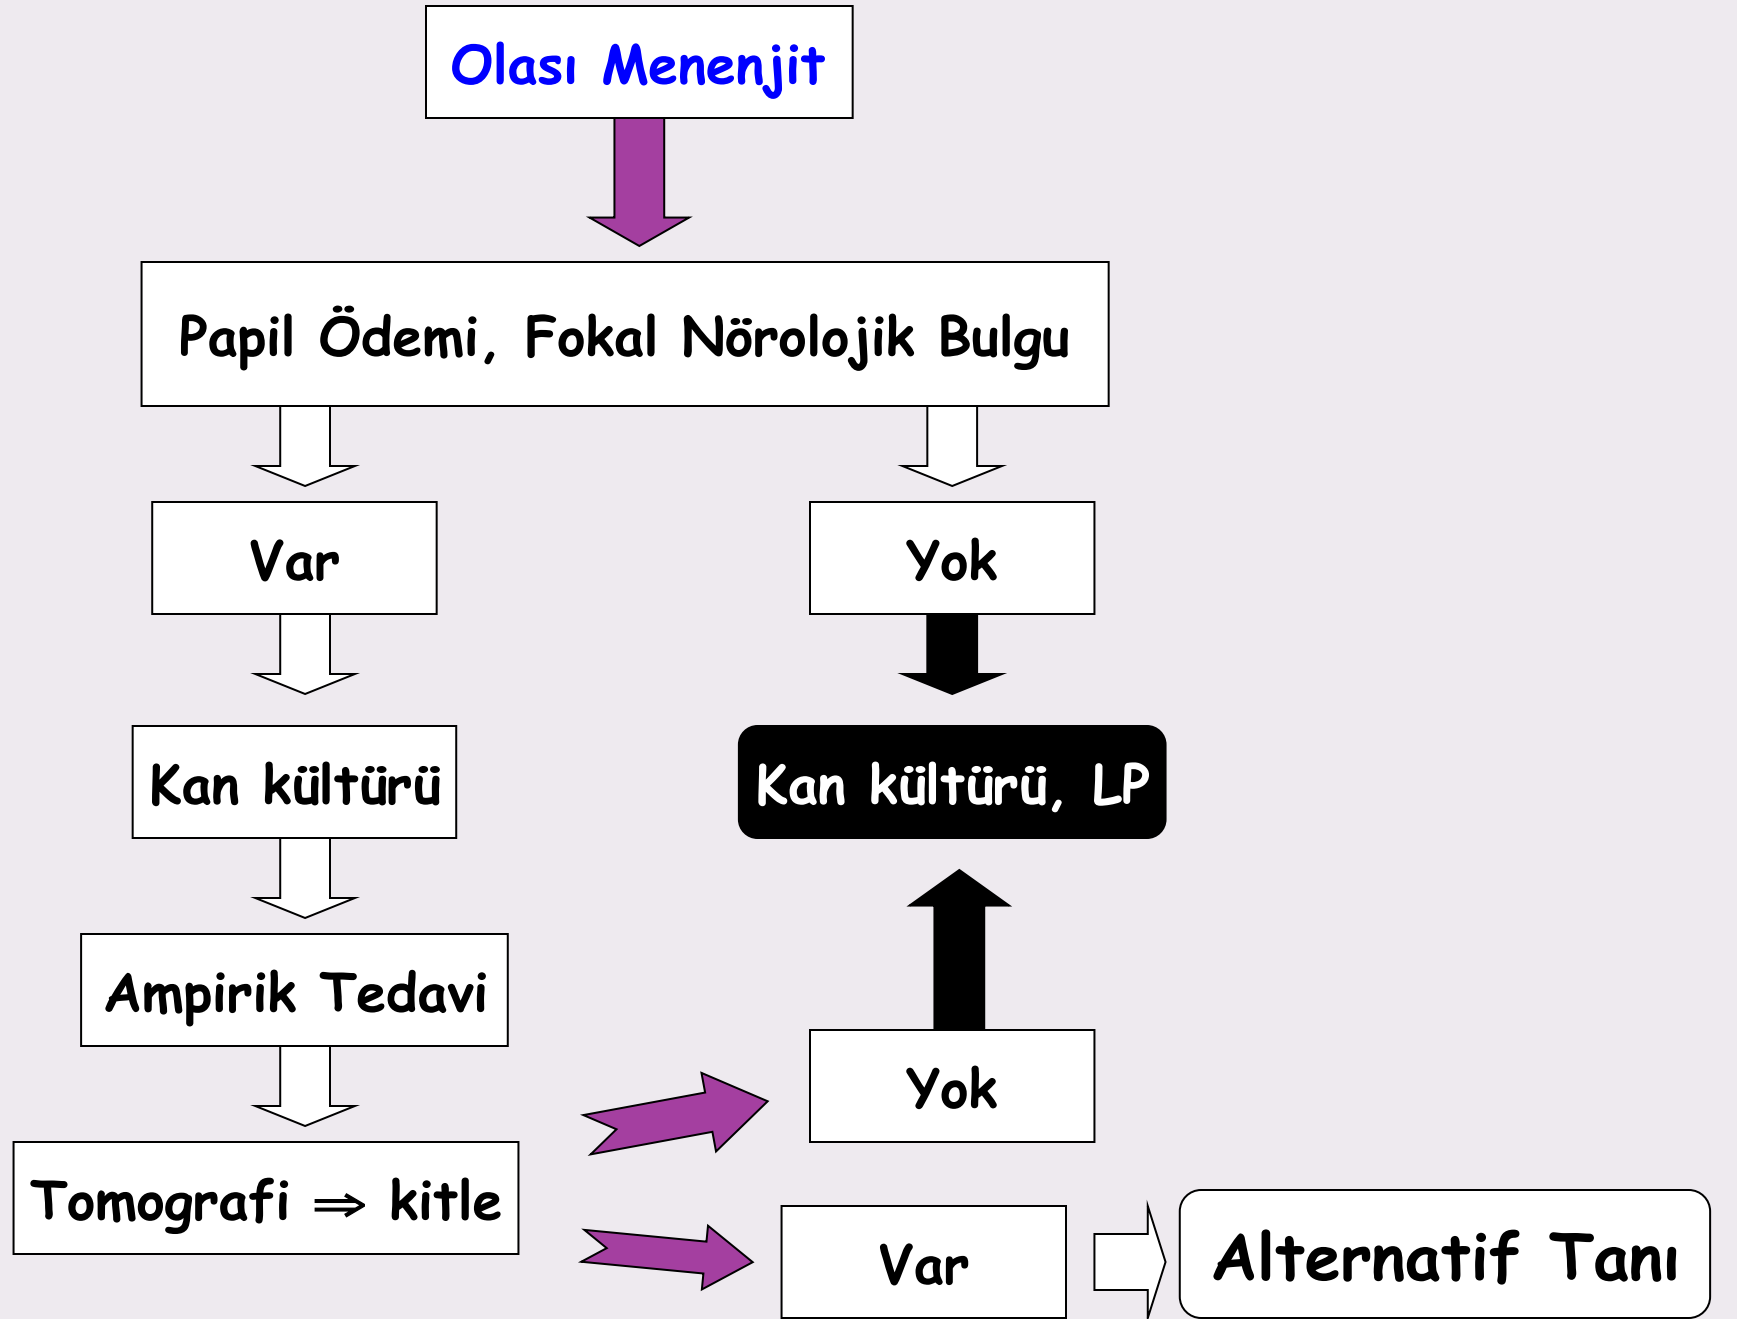 Olası Menenjit
Papil Ödemi, Fokal Nörolojik Bulgu
Var
Yok
Kan kültürü
Kan kültürü, LP
Ampirik Tedavi
Yok
Tomografi ⇒ kitle
Var
Alternatif Tanı